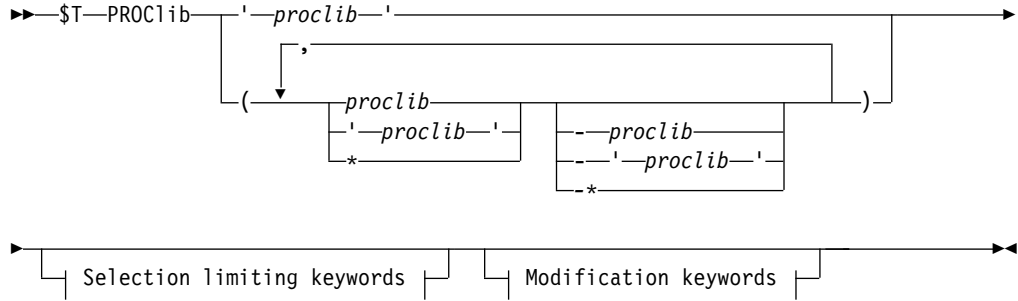 $T PROClib ' proclib '
,
( proclib - proclib )
' proclib ' - ' proclib '
* -*
Selection limiting keywords Modification keywords